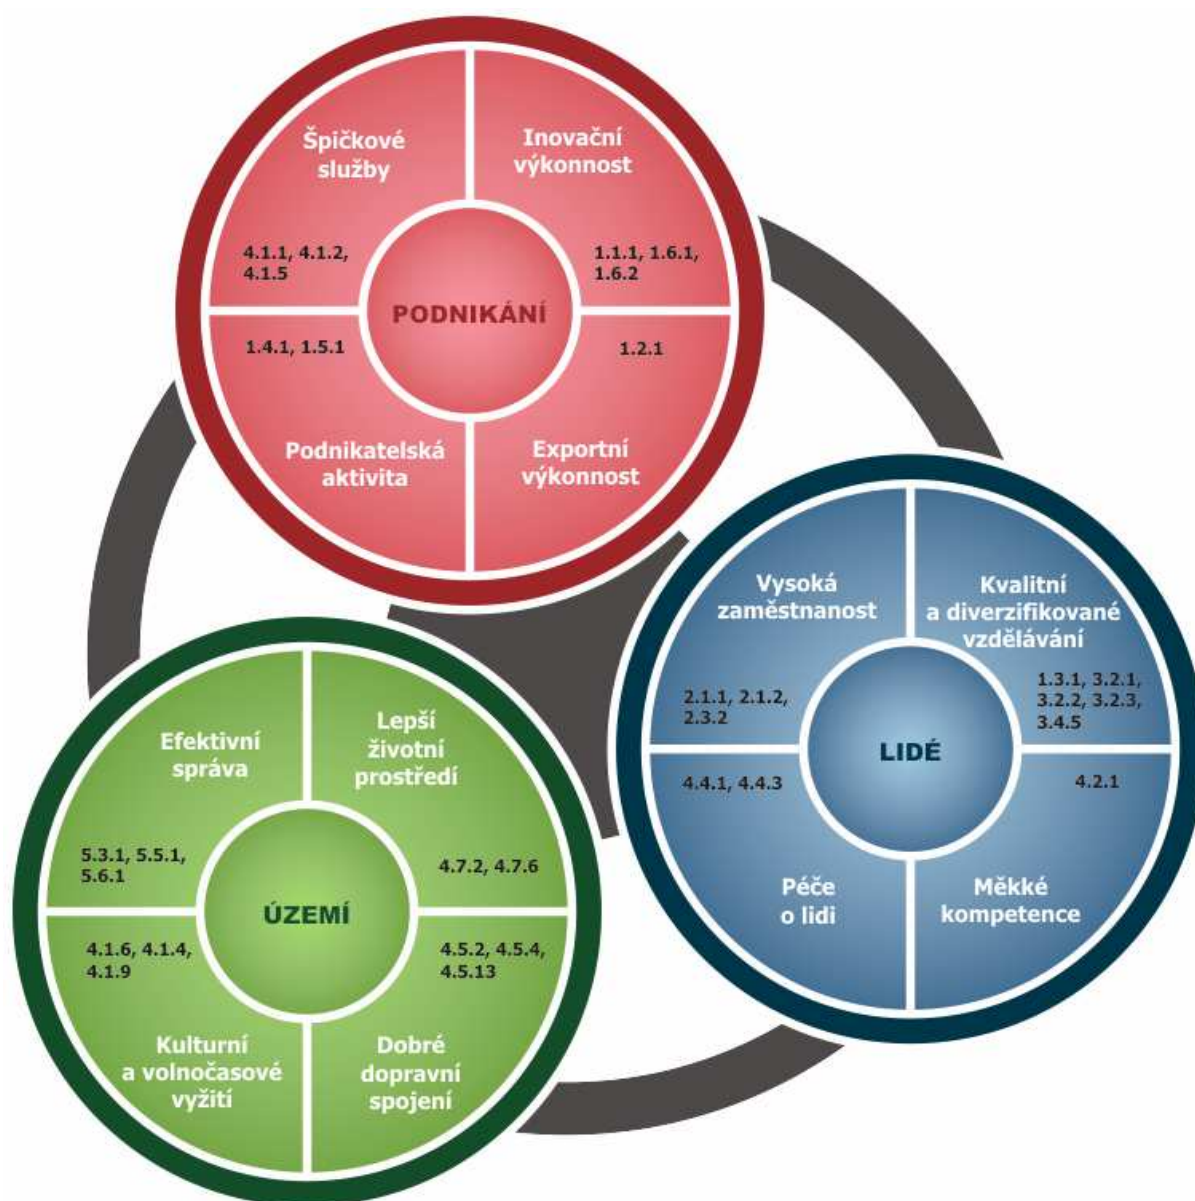 Špičkové
služby
Inovační
výkonnost
4.1.1, 4.1.2,
4.1.5
1.1.1, 1.6.1,
1.6.2
PODNIKÁNÍ
1.4.1, 1.5.1
1.2.1
Podnikatelská
aktivita
Exportní
výkonnost
Vysoká
zaměstnanost
Kvalitní
a diverzifikované
vzdělávání
2.1.1, 2.1.2,
2.3.2
1.3.1, 3.2.1,
3.2.2, 3.2.3,
3.4.5
LIDÉ
4.4.1, 4.4.3
4.2.1
Péče
o lidi
Měkké
kompetence
Efektivní
správa
Lepší
životní
prostředí
5.3.1, 5.5.1,
5.6.1
4.7.2, 4.7.6
ÚZEMÍ
4.1.6, 4.1.4,
4.1.9
4.5.2, 4.5.4,
4.5.13
Kulturní
a volnočasové
vyžití
Dobré
dopravní
spojení